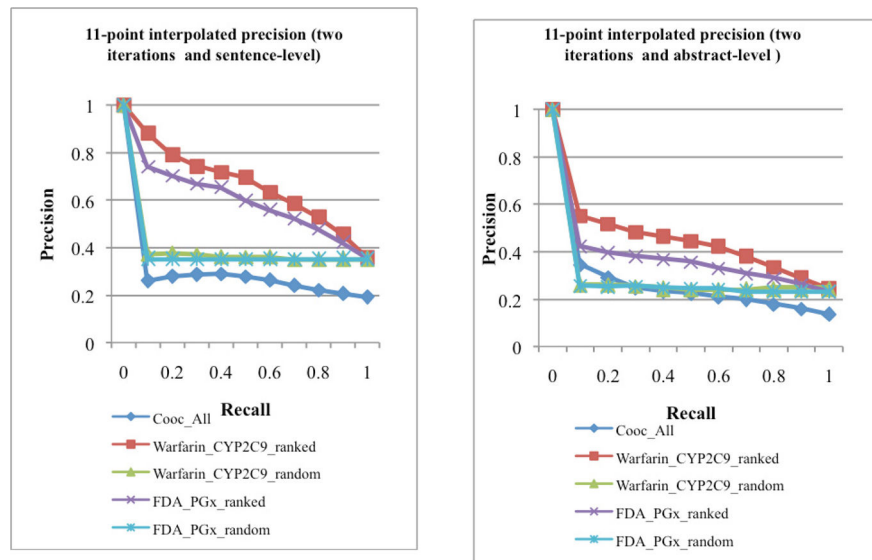 11-point interpolated precision (two
iterations and sentence-level)
1
0.8
0.6
0.4
0.2
0
Precision
0 0.2 0.4 0.6 0.8 1
Recall
Cooc_All
Warfarin_CYP2C9_ranked
Warfarin_CYP2C9_random
FDA_PGx_ranked
FDA_PGx_random
11-point interpolated precision (two
iterations and abstract-level )
1
0.8
0.6
0.4
0.2
0
Precision
0 0.2 0.4 0.6 0.8 1
Recall
Cooc_All
Warfarin_CYP2C9_ranked
Warfarin_CYP2C9_random
FDA_PGx_ranked
FDA_PGx_random